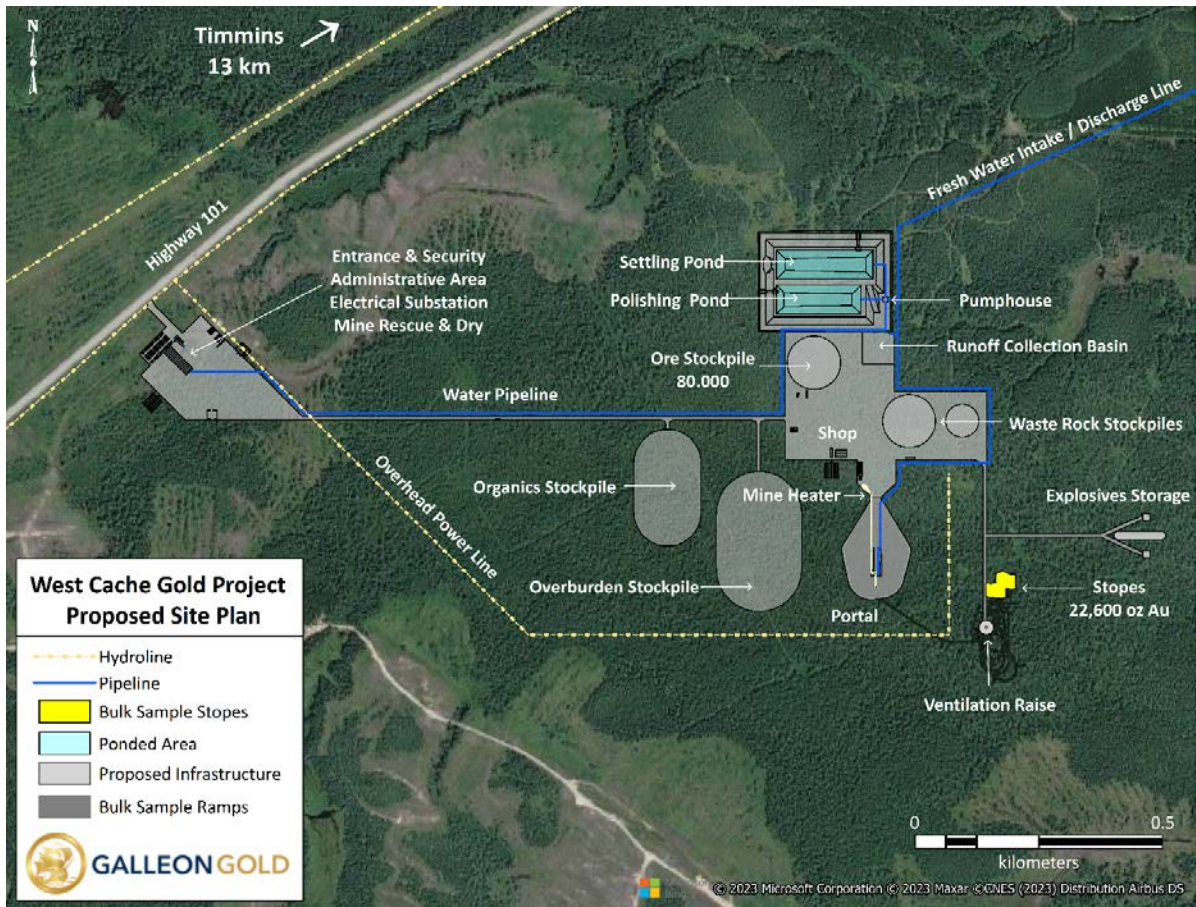 N
Timmins
13 km
Highway 101
Fresh Water Intake / Discharge Line
Entrance & Security
Administrative Area
Electrical Substation
Mine Rescue & Dry
Settling Pond
Polishing Pond
Pumphouse
Runoff Collection Basin
Ore Stockpile
80.000
Water Pipeline
Waste Rock Stockpiles
Shop
Organics Stockpile
Mine Heater
Explosives Storage
Overhead Power Line
Overburden Stockpile
Stopes
22,600 oz Au
Portal
Ventilation Raise
West Cache Gold Project
Proposed Site Plan
Hydroline
Pipeline
Bulk Sample Stopes
Ponded Area
Proposed Infrastructure
Bulk Sample Ramps
GALLEON GOLD
0 0.5
kilometers
© 2023 Microsoft Corporation © 2023 Maxar ©CNES (2023) Distribution Airbus DS